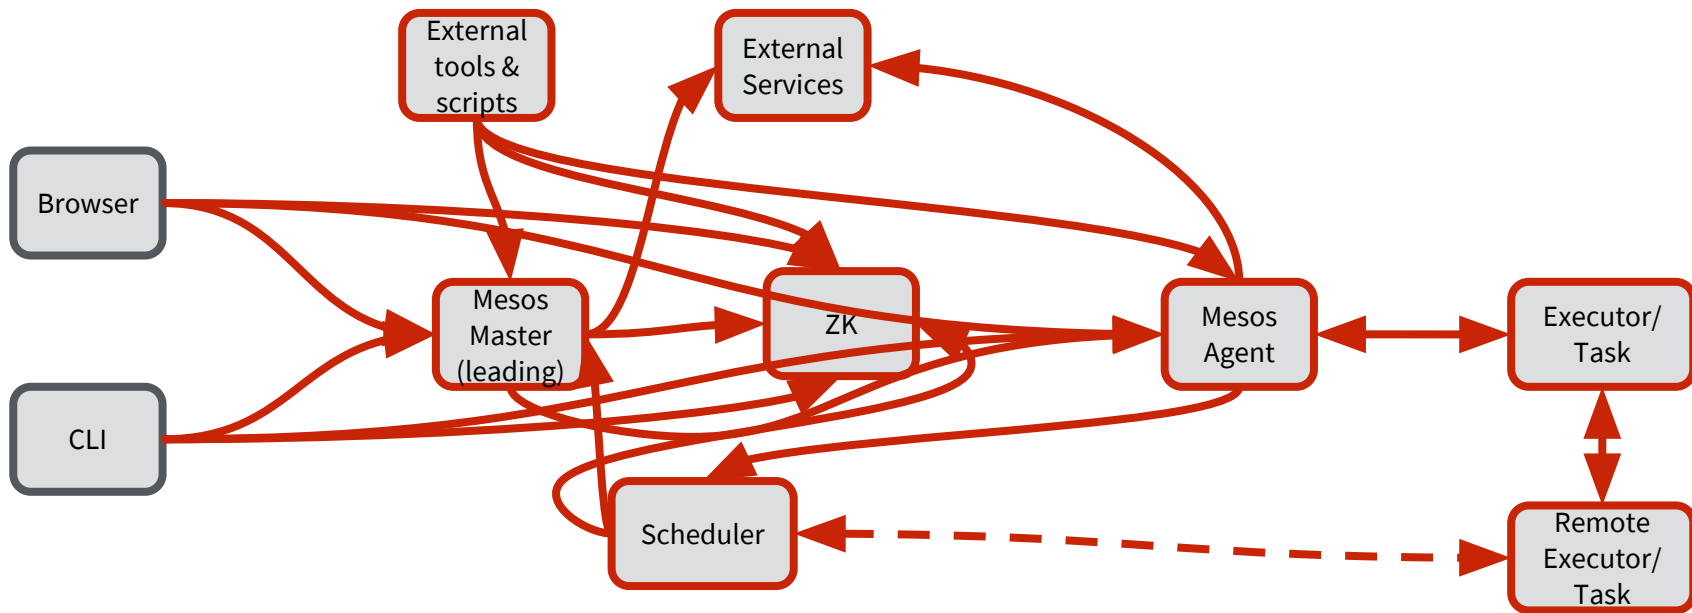 External
tools &
scripts
External
Services
Browser
Mesos
Master
(leading)
ZK
Mesos
Agent
Executor/
Task
CLI
Scheduler
Remote
Executor/
Task